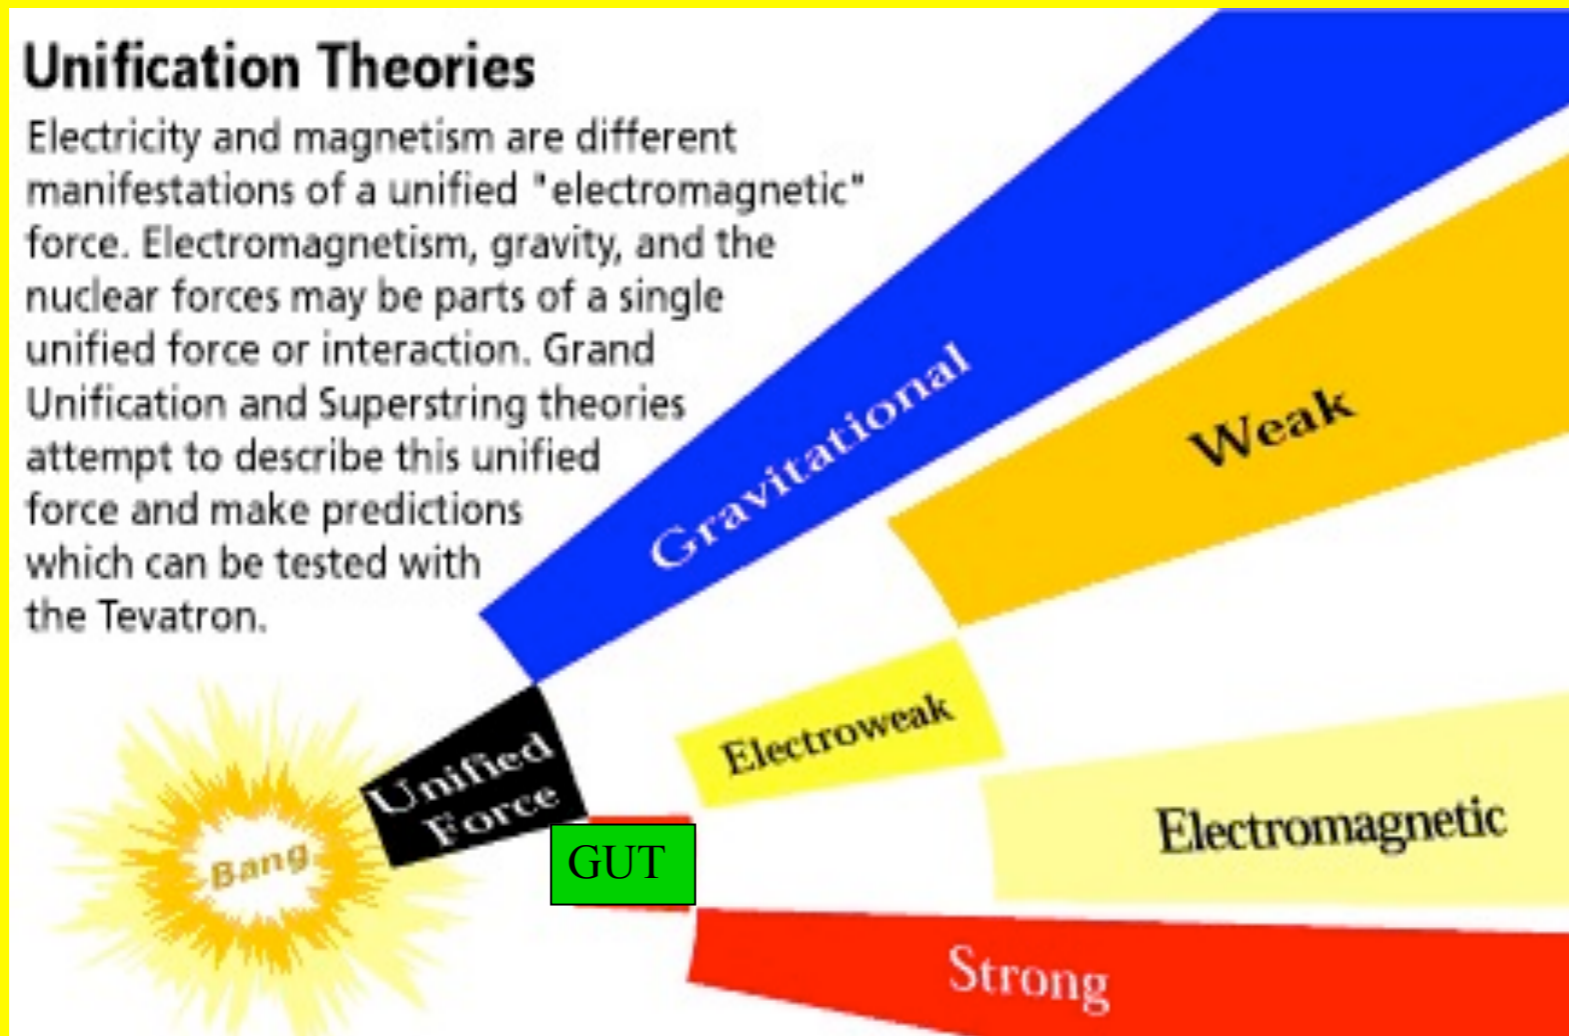 Unification Theories
Electricity and magnetism are different
manifestations of a unified "electromagnetic"
force. Electromagnetism, gravity, and the
nuclear forces may be parts of a single
unified force or interaction. Grand
Unification and Superstring theories
attempt to describe this unified
force and make predictions
which can be tested with
the Tevatron.
Gravitational
Weak
Electroweak
Unified
Force
Electromagnetic
Bang
GUT
Strong